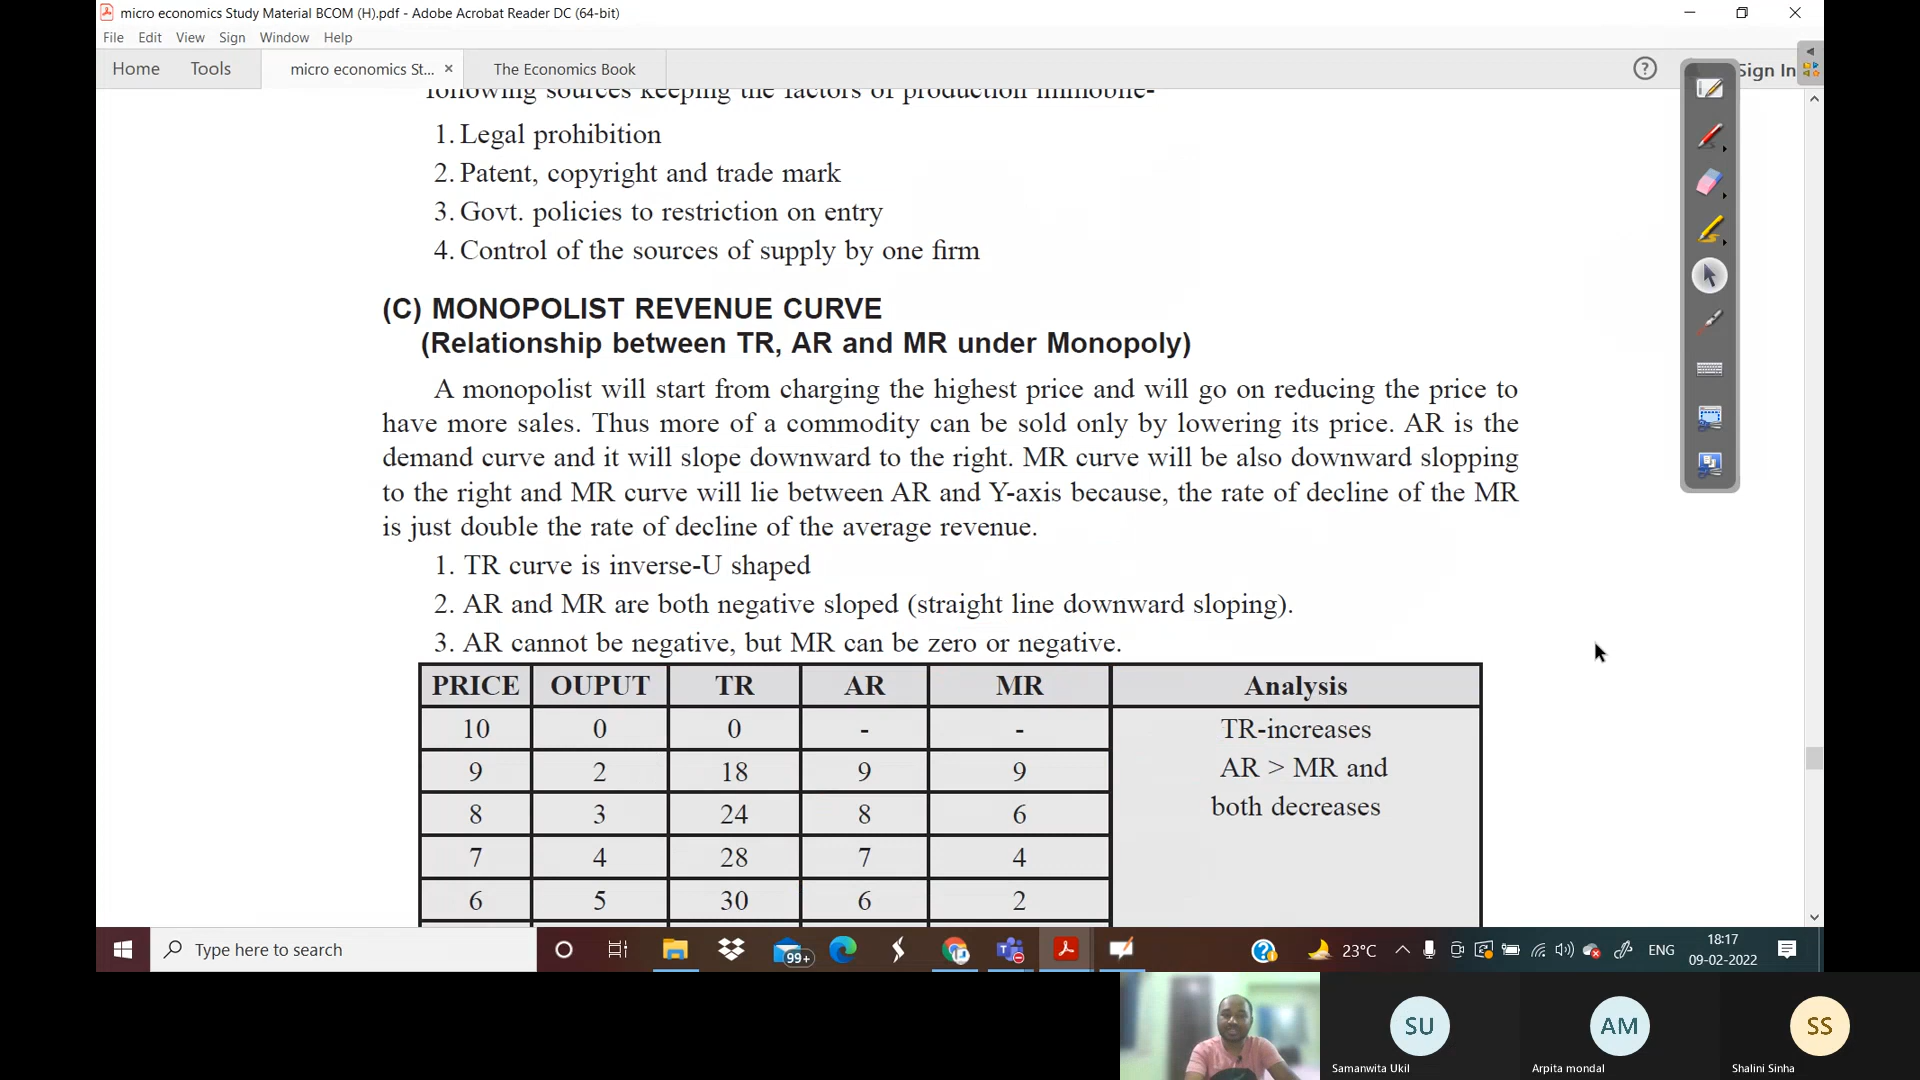 micro economics Study Material BCOM (H).pdf - Adobe Acrobat Reader DC (64-bit)
File Edit View Sign Window Help
Home Tools micro economics St... × The Economics Book ? Sign In
following sources keeping the factors of production immobile-
1. Legal prohibition
2. Patent, copyright and trade mark
3. Govt. policies to restriction on entry
4. Control of the sources of supply by one firm
(C) MONOPOLIST REVENUE CURVE
(Relationship between TR, AR and MR under Monopoly)
A monopolist will start from charging the highest price and will go on reducing the price to
have more sales. Thus more of a commodity can be sold only by lowering its price. AR is the
demand curve and it will slope downward to the right. MR curve will be also downward slopping
to the right and MR curve will lie between AR and Y-axis because, the rate of decline of the MR
is just double the rate of decline of the average revenue.
1. TR curve is inverse-U shaped
2. AR and MR are both negative sloped (straight line downward sloping).
3. AR cannot be negative, but MR can be zero or negative.
PRICE OUPUT TR AR MR Analysis
10 0 0 - - TR-increases
9 2 18 9 9 AR > MR and
8 3 24 8 6 both decreases
7 4 28 7 4
6 5 30 6 2
Type here to search 99+ 23°C ENG 18:17
09-02-2022
SU AM SS
Samanwita Ukil Arpita mondal Shalini Sinha